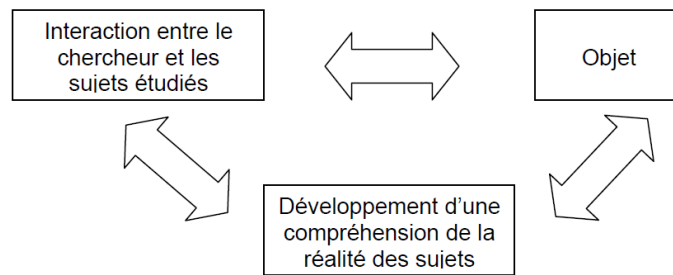 Interaction entre le
chercheur et les
sujets étudiés
Objet
Développement d'une
compréhension de la
réalité des sujets